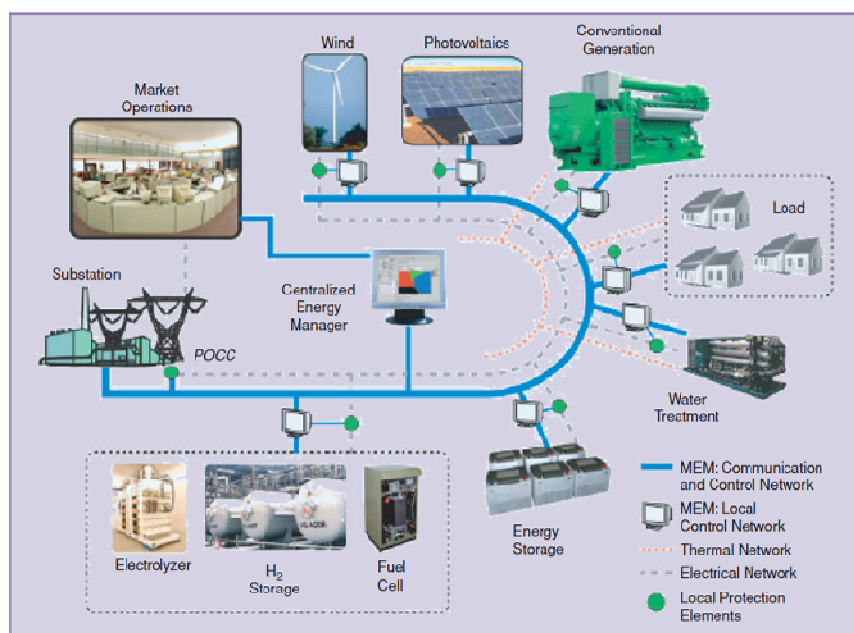 Wind
Photovoltaics
Conventional
Generation
Market
Operations
Load
Substation
Centralized
Energy
Manager
POCC
Water
Treatment
Electrolyzer
H₂
Storage
Fuel
Cell
Energy
Storage
MEM: Communication
and Control Network
MEM: Local
Control Network
Thermal Network
Electrical Network
Local Protection
Elements